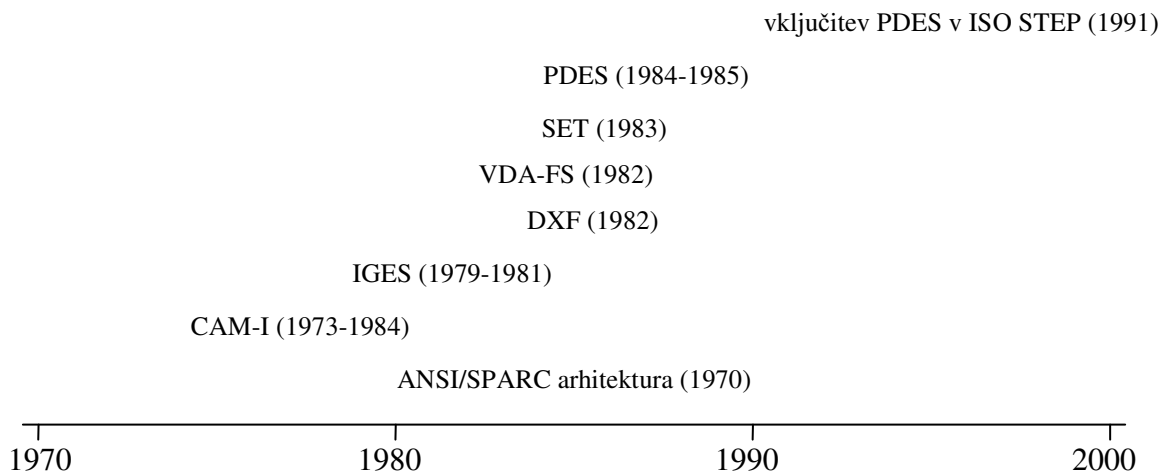 vključitev PDES v ISO STEP (1991)
PDES (1984-1985)
SET (1983)
VDA-FS (1982)
DXF (1982)
IGES (1979-1981)
CAM-I (1973-1984)
ANSI/SPARC arhitektura (1970)
1970 1980 1990 2000